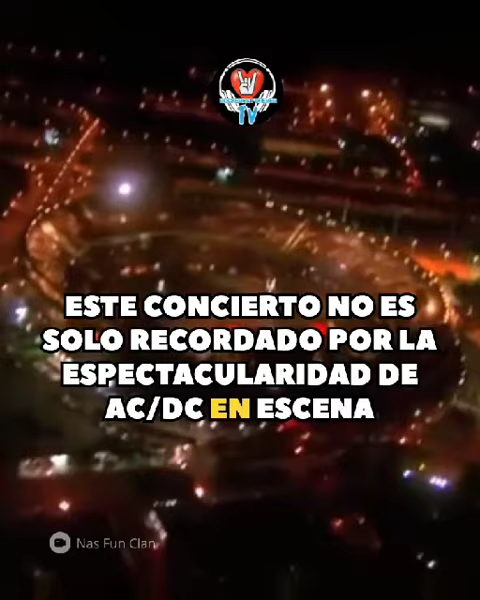 TV
ESTE CONCIERTO NO ES
SOLO RECORDADO POR LA
ESPECTACULARIDAD DE
AC/DC EN ESCENA
Nas Fun Clan